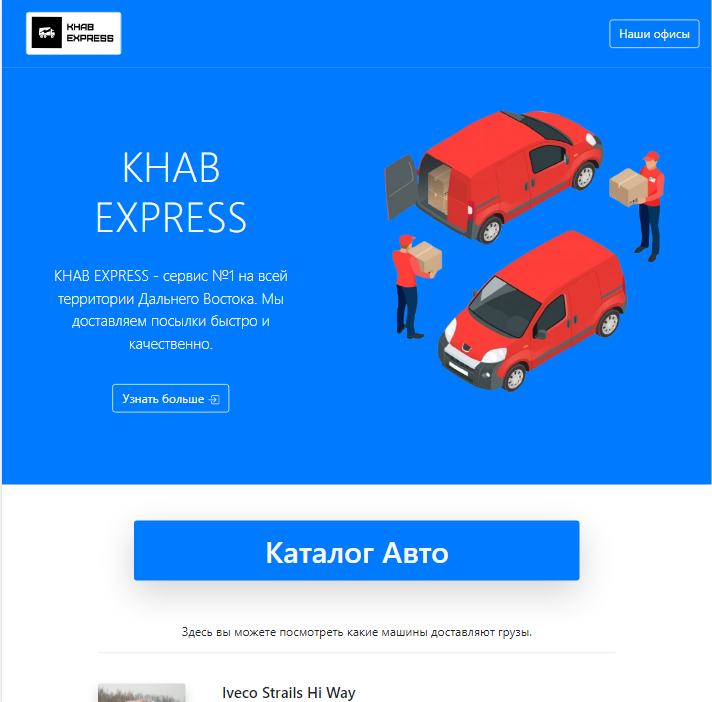 KHAB
EXPRESS
Наши офисы
KHAB
EXPRESS
KHAB EXPRESS - сервис №1 на всей
территории Дальнего Востока. Мы
доставляем посылки быстро и
качественно.
Узнать больше
Каталог Авто
Здесь вы можете посмотреть какие машины доставляют грузы.
Iveco Strails Hi Way